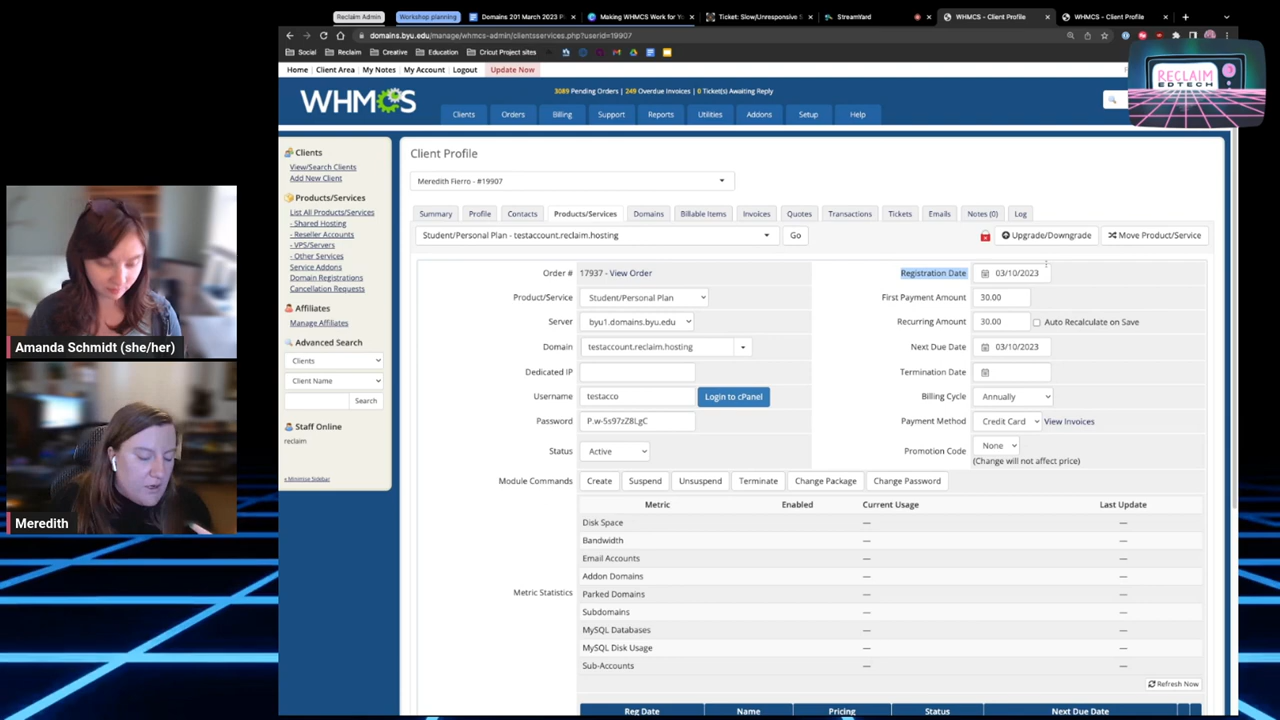 Reclaim Admin
Workshop planning
Domains 201 March 2023 P
Making WHMCS Work for Yo
Ticket: Slow/Unresponsive S
StreamYard
WHMCS - Client Profile
WHMCS - Client Profile
domains.byu.edu/manage/whmcs-admin/clientsservices.php?userid=19907
Social
Reclaim
Creative
Education
Cricut Project sites
Home
Client Area
My Notes
My Account
Logout
Update Now
RECLAIM
EDTECH
WHMCS
3089 Pending Orders | 249 Overdue Invoices | 0 Ticket(s) Awaiting Reply
Clients
Orders
Billing
Support
Reports
Utilities
Addons
Setup
Help
Clients
View/Search Clients
Add New Client
Products/Services
List All Products/Services
- Shared Hosting
- Reseller Accounts
- VPS/Servers
- Other Services
Service Addons
Domain Registrations
Cancellation Requests
Affiliates
Manage Affiliates
Advanced Search
Clients
Client Name
Search
Staff Online
reclaim
« Minimise Sidebar
Client Profile
Meredith Fierro - #19907
Summary
Profile
Contacts
Products/Services
Domains
Billable Items
Invoices
Quotes
Transactions
Tickets
Emails
Notes (0)
Log
Student/Personal Plan - testaccount.reclaim.hosting
Go
Upgrade/Downgrade
Move Product/Service
Order # 17937 - View Order
Registration Date 03/10/2023
Product/Service Student/Personal Plan
First Payment Amount 30.00
Server byu1.domains.byu.edu
Recurring Amount 30.00 Auto Recalculate on Save
Domain testaccount.reclaim.hosting
Next Due Date 03/10/2023
Dedicated IP
Termination Date
Username testacco Login to cPanel
Billing Cycle Annually
Password P.w-5s97zZ8LgC
Payment Method Credit Card View Invoices
Status Active
Promotion Code None
(Change will not affect price)
Module Commands Create Suspend Unsuspend Terminate Change Package Change Password
Metric Enabled Current Usage Last Update
Disk Space — —
Bandwidth — —
Email Accounts — —
Addon Domains — —
Parked Domains — —
Metric Statistics
Subdomains — —
MySQL Databases — —
MySQL Disk Usage — —
Sub-Accounts — —
Refresh Now
Reg Date Name Pricing Status Next Due Date
Amanda Schmidt (she/her)
Meredith